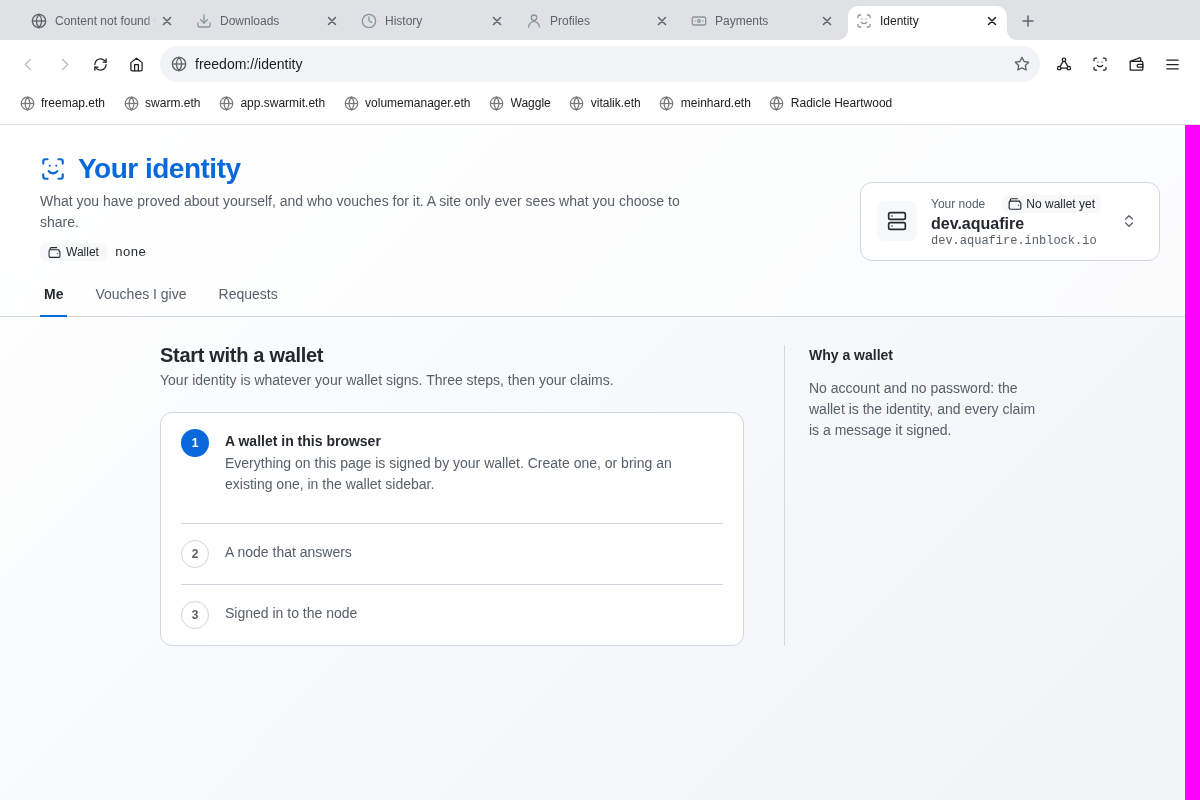 Content not found
Downloads
History
Profiles
Payments
Identity
freedom://identity
freemap.eth
swarm.eth
app.swarmit.eth
volumemanager.eth
Waggle
vitalik.eth
meinhard.eth
Radicle Heartwood
Your identity
What you have proved about yourself, and who vouches for it. A site only ever sees what you choose to
share.
Wallet none
Your node No wallet yet
dev.aquafire
dev.aquafire.inblock.io
Me
Vouches I give
Requests
Start with a wallet
Your identity is whatever your wallet signs. Three steps, then your claims.
1 A wallet in this browser
Everything on this page is signed by your wallet. Create one, or bring an
existing one, in the wallet sidebar.
2 A node that answers
3 Signed in to the node
Why a wallet
No account and no password: the
wallet is the identity, and every claim
is a message it signed.